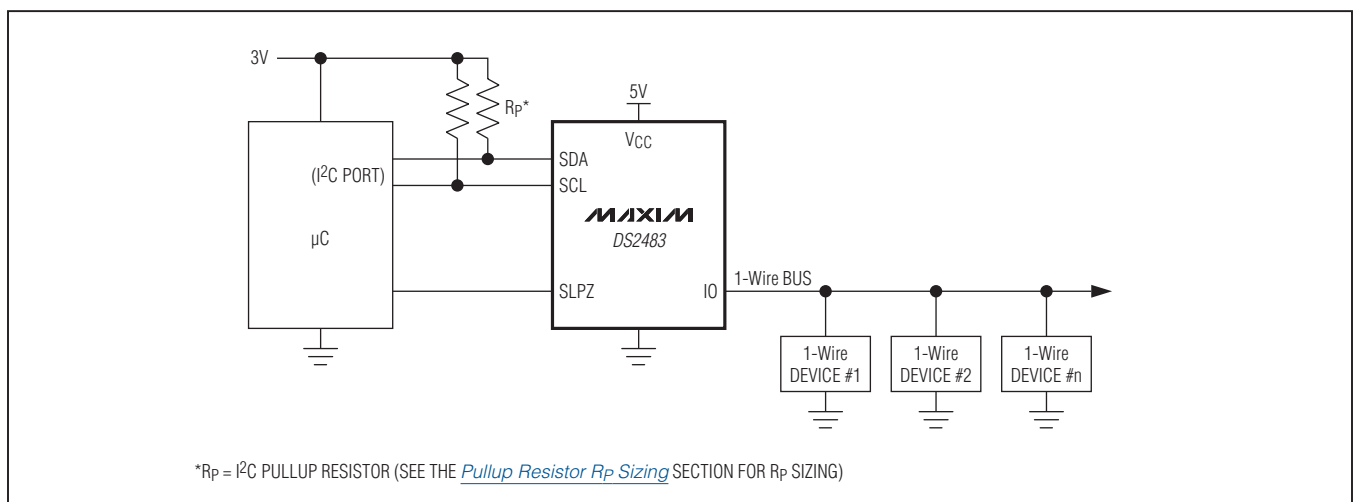 3V
RP*
5V
VCC
SDA
(I²C PORT)
SCL
MAXIM
DS2483
µC
SLPZ
IO
1-Wire BUS
1-Wire
DEVICE #1
1-Wire
DEVICE #2
1-Wire
DEVICE #n
*RP = I²C PULLUP RESISTOR (SEE THE Pullup Resistor RP Sizing SECTION FOR RP SIZING)